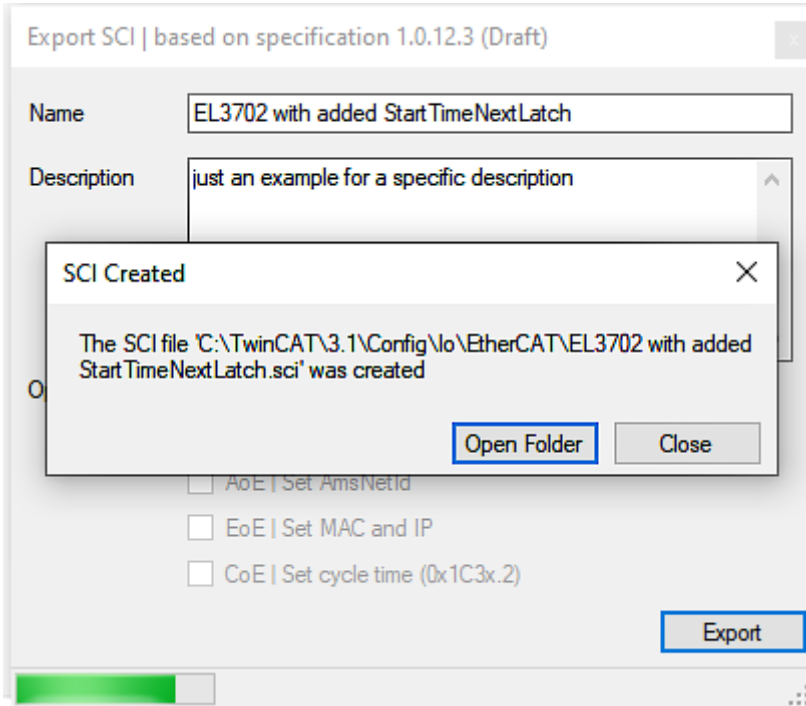 Export SCI | based on specification 1.0.12.3 (Draft)
x
Name
EL3702 with added StartTimeNextLatch
Description
just an example for a specific description
SCI Created
The SCI file 'C:\TwinCAT\3.1\Config\Io\EtherCAT\EL3702 with added
StartTimeNextLatch.sci' was created
Open Folder
Close
AoE | Set AmsNetId
EoE | Set MAC and IP
CoE | Set cycle time (0x1C3x.2)
Export